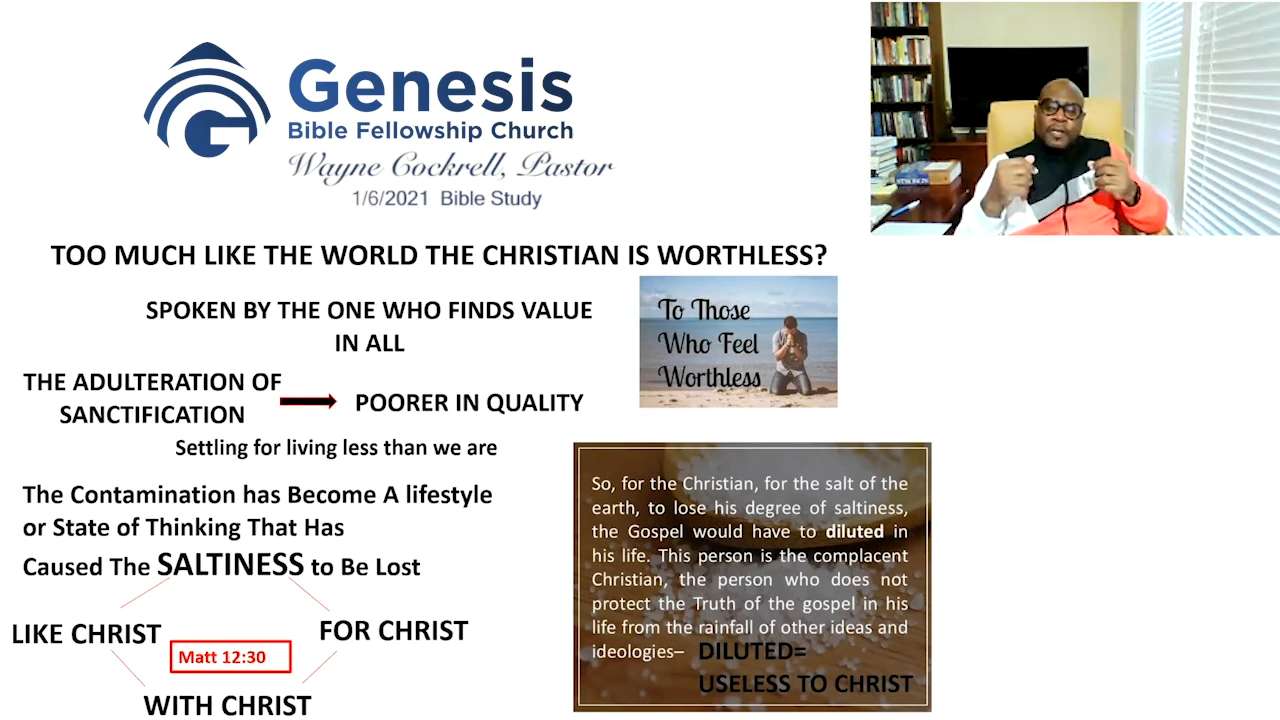 Genesis
Bible Fellowship Church
Wayne Cockrell, Pastor
1/6/2021 Bible Study
TOO MUCH LIKE THE WORLD THE CHRISTIAN IS WORTHLESS?
SPOKEN BY THE ONE WHO FINDS VALUE
IN ALL
To Those
Who Feel
Worthless
THE ADULTERATION OF
SANCTIFICATION
POORER IN QUALITY
Settling for living less than we are
The Contamination has Become A lifestyle
or State of Thinking That Has
Caused The SALTINESS to Be Lost
LIKE CHRIST
FOR CHRIST
Matt 12:30
WITH CHRIST
So, for the Christian, for the salt of the
earth, to lose his degree of saltiness,
the Gospel would have to diluted in
his life. This person is the complacent
Christian, the person who does not
protect the Truth of the gospel in his
life from the rainfall of other ideas and
ideologies–
DILUTED=
USELESS TO CHRIST
STRONG'S